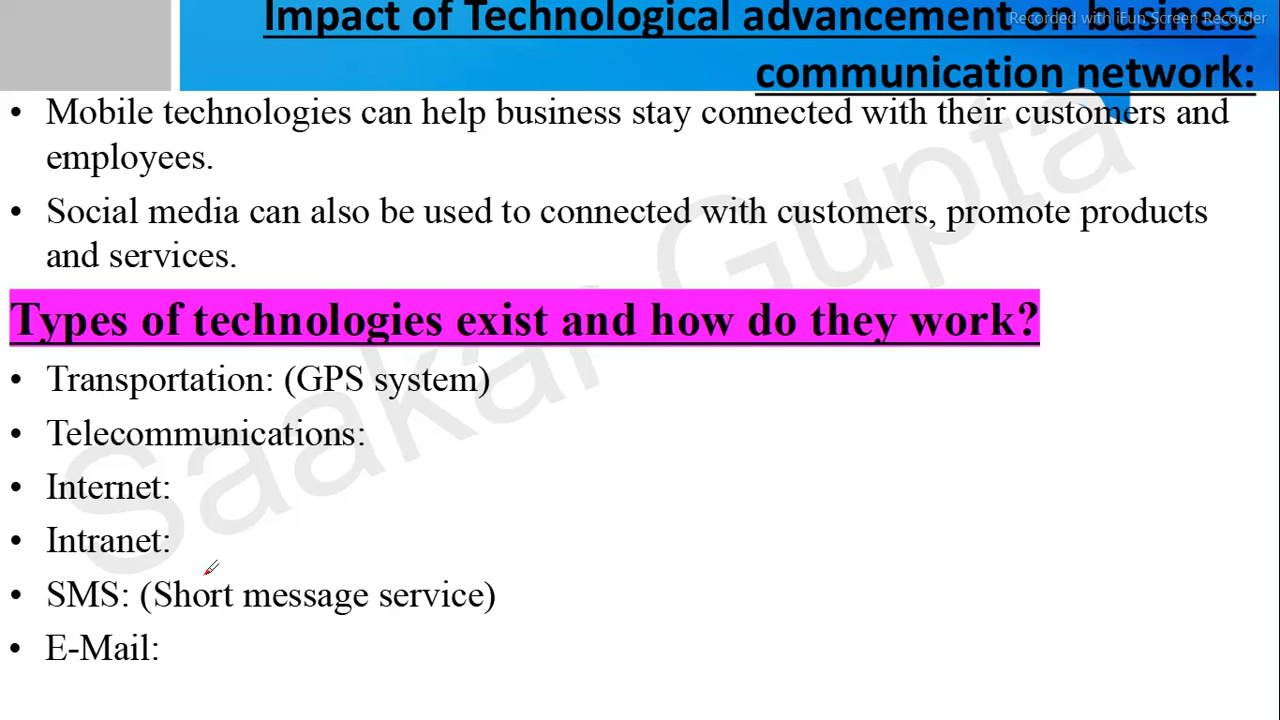 Impact of Technological advancement on business
Recorded with iFun Screen Recorder
communication network:
• Mobile technologies can help business stay connected with their customers and
employees.
• Social media can also be used to connected with customers, promote products
and services.
Types of technologies exist and how do they work?
• Transportation: (GPS system)
• Telecommunications:
• Internet:
• Intranet:
• SMS: (Short message service)
• E-Mail:
Saakar Gupta